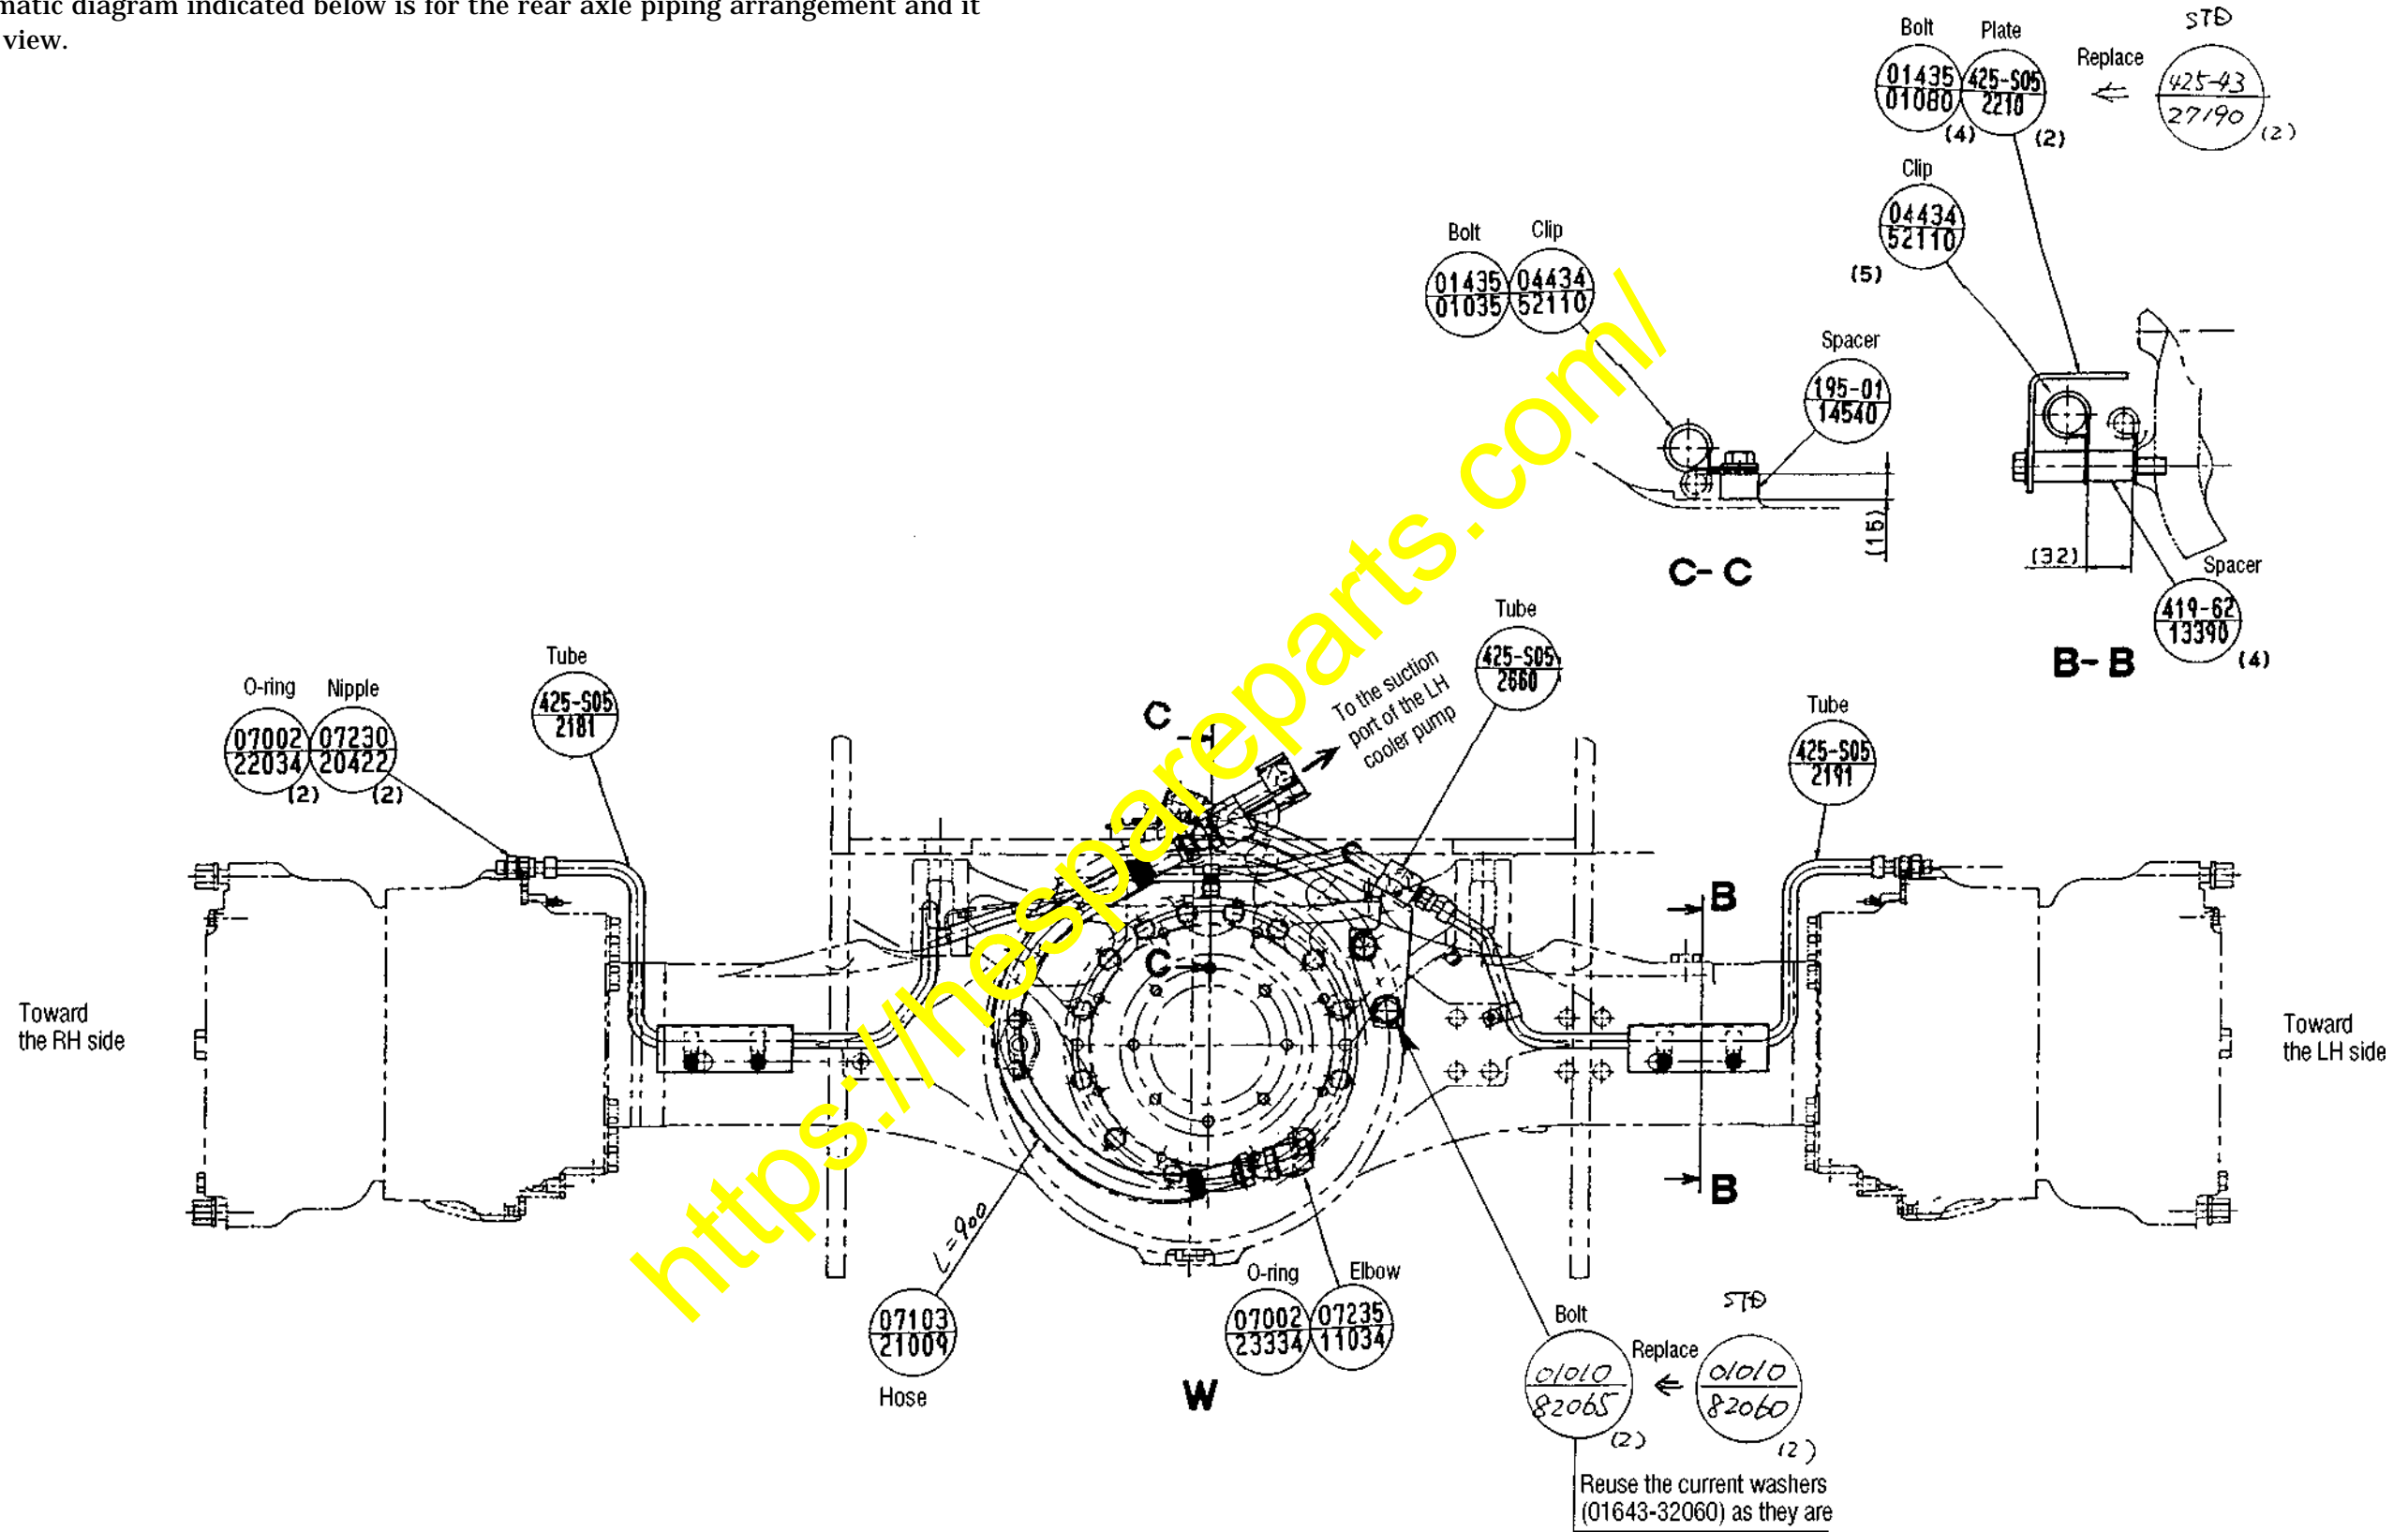 matic diagram indicated below is for the rear axle piping arrangement and it
view.
Bolt
Plate
01435
01080
(4)
425-S05
2210
(2)
Replace
STD
425-43
27190
(2)
Clip
04434
52110
(5)
Bolt
Clip
01435
01035
04434
52110
Spacer
195-01
14540
(15)
C-C
(32)
Spacer
419-62
13390
(4)
B-B
O-ring
Nipple
07002
22034
(2)
07230
20422
(2)
Tube
425-S05
2181
C
To the suction
port of the LH
cooler pump
Tube
425-S05
2660
Tube
425-S05
2191
B
C
Toward
the RH side
Toward
the LH side
B
L=900
07103
21009
Hose
O-ring
Elbow
07002
23334
07235
11034
W
Bolt
01010
82065
(2)
Replace
STD
01010
82060
(2)
Reuse the current washers
(01643-32060) as they are
https://hespareparts.com/